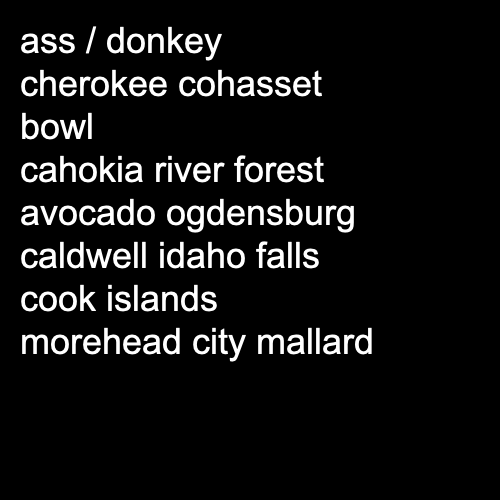 ass / donkey
cherokee cohasset
bowl
cahokia river forest
avocado ogdensburg
caldwell idaho falls
cook islands
morehead city mallard